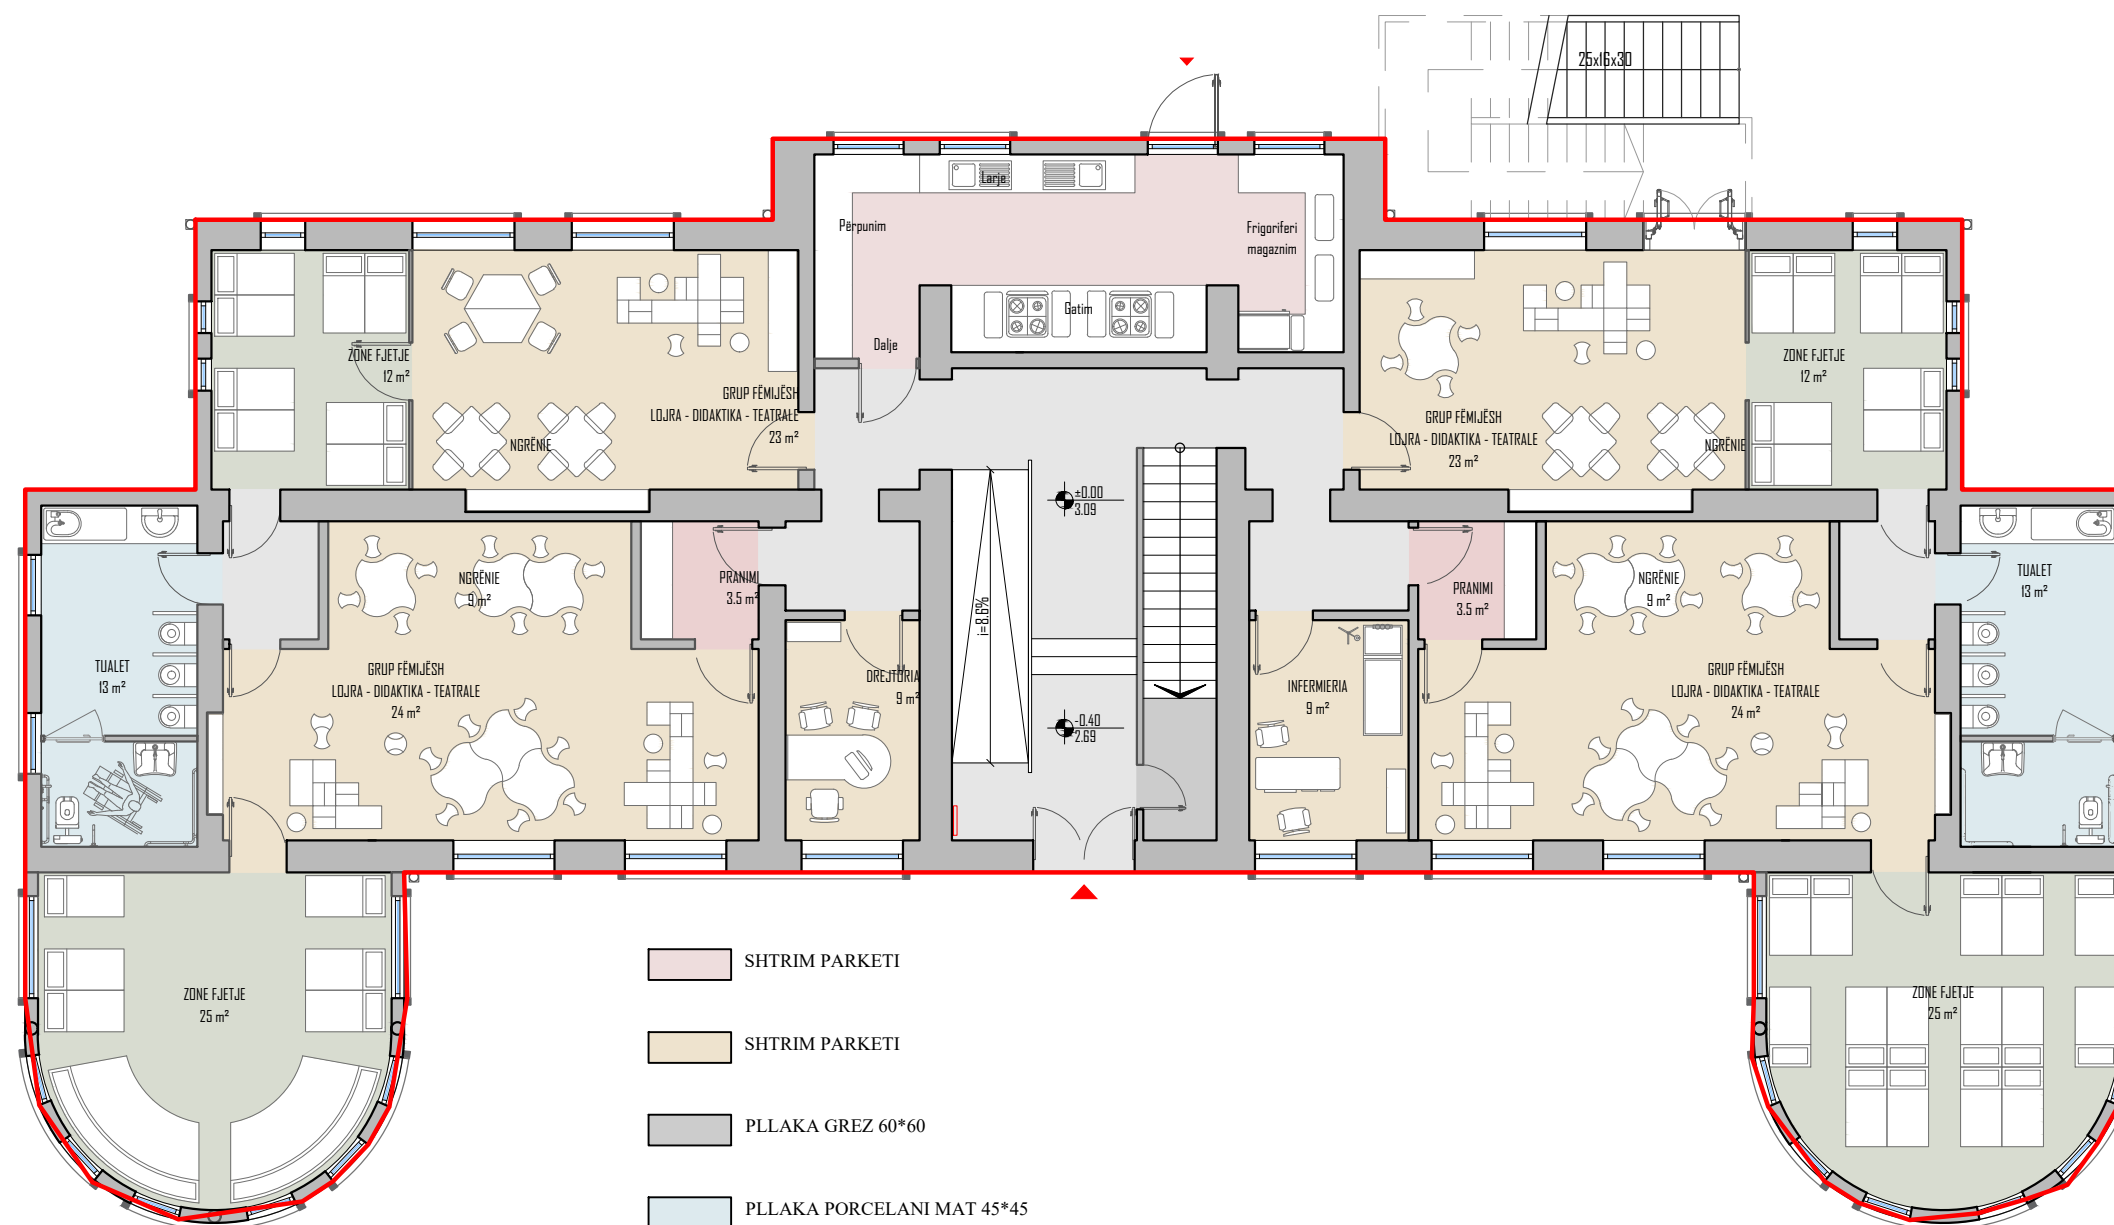 25x16x30
Larje
Përpunim
Frigoriferi
magaznim
Gatim
Dalje
ZONE FJETJE
12 m²
GRUP FËMIJËSH
LOJRA - DIDAKTIKA - TEATRALE
23 m²
NGRËNIE
GRUP FËMIJËSH
LOJRA - DIDAKTIKA - TEATRALE
23 m²
NGRËNIE
ZONE FJETJE
12 m²
±0.00
3.09
NGRËNIE
9 m²
PRANIMI
3.5 m²
i=8.6%
PRANIMI
3.5 m²
NGRËNIE
9 m²
TUALET
13 m²
TUALET
13 m²
GRUP FËMIJËSH
LOJRA - DIDAKTIKA - TEATRALE
24 m²
DREJTORIA
9 m²
INFERMIERIA
9 m²
GRUP FËMIJËSH
LOJRA - DIDAKTIKA - TEATRALE
24 m²
-0.40
2.69
ZONE FJETJE
25 m²
ZONE FJETJE
25 m²
SHTRIM PARKETI
SHTRIM PARKETI
PLLAKA GREZ 60*60
PLLAKA PORCELANI MAT 45*45